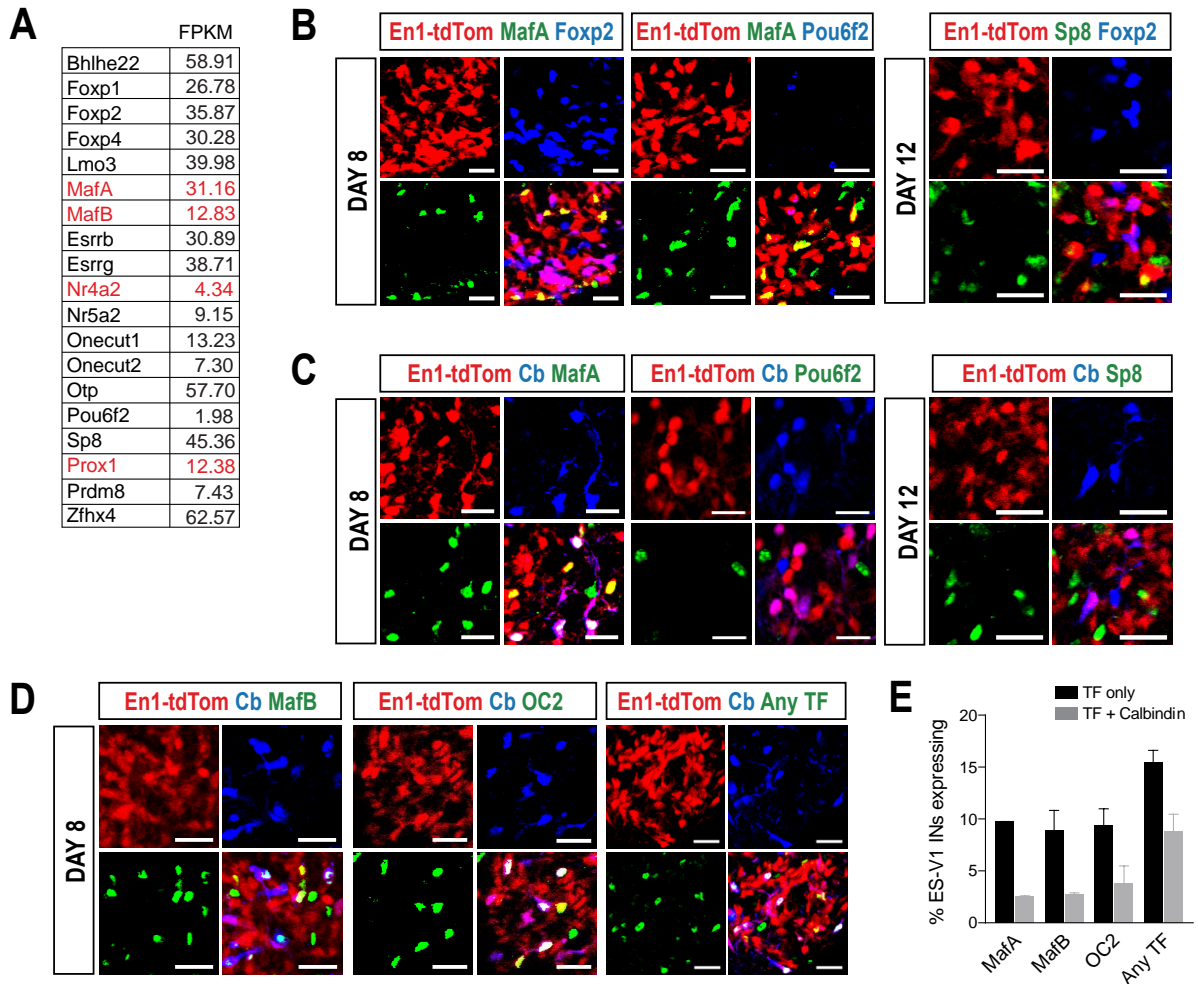 A
FPKM
Bhlhe22 58.91
Foxp1 26.78
Foxp2 35.87
Foxp4 30.28
Lmo3 39.98
MafA 31.16
MafB 12.83
Esrrb 30.89
Esrrg 38.71
Nr4a2 4.34
Nr5a2 9.15
Onecut1 13.23
Onecut2 7.30
Otp 57.70
Pou6f2 1.98
Sp8 45.36
Prox1 12.38
Prdm8 7.43
Zfhx4 62.57
B
En1-tdTom MafA Foxp2
En1-tdTom MafA Pou6f2
En1-tdTom Sp8 Foxp2
DAY 8
DAY 12
C
En1-tdTom Cb MafA
En1-tdTom Cb Pou6f2
En1-tdTom Cb Sp8
DAY 8
DAY 12
D
En1-tdTom Cb MafB
En1-tdTom Cb OC2
En1-tdTom Cb Any TF
DAY 8
E
TF only
TF + Calbindin
% ES-V1 INs expressing
20
15
10
5
0
MafA
MafB
OC2
Any TF